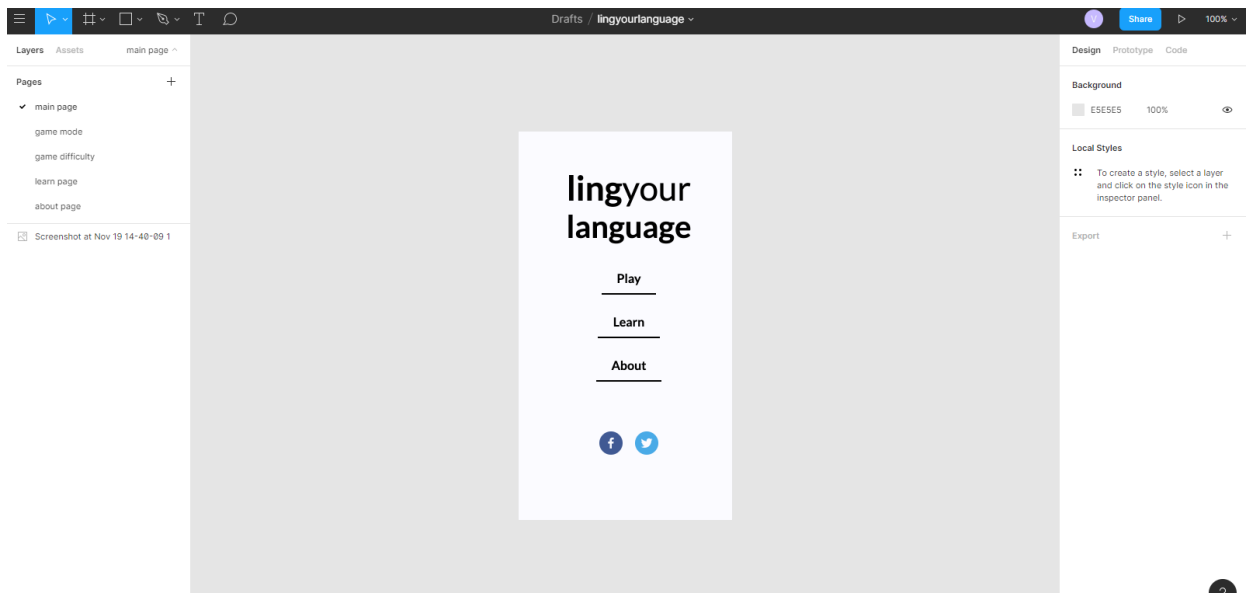 Drafts / lingyourlanguage
V
Share
100%
Layers Assets main page
Pages
main page
game mode
game difficulty
learn page
about page
Screenshot at Nov 19 14-40-09 1
lingyour
language
Play
Learn
About
Design Prototype Code
Background
E5E5E5 100%
Local Styles
To create a style, select a layer
and click on the style icon in the
inspector panel.
Export
?